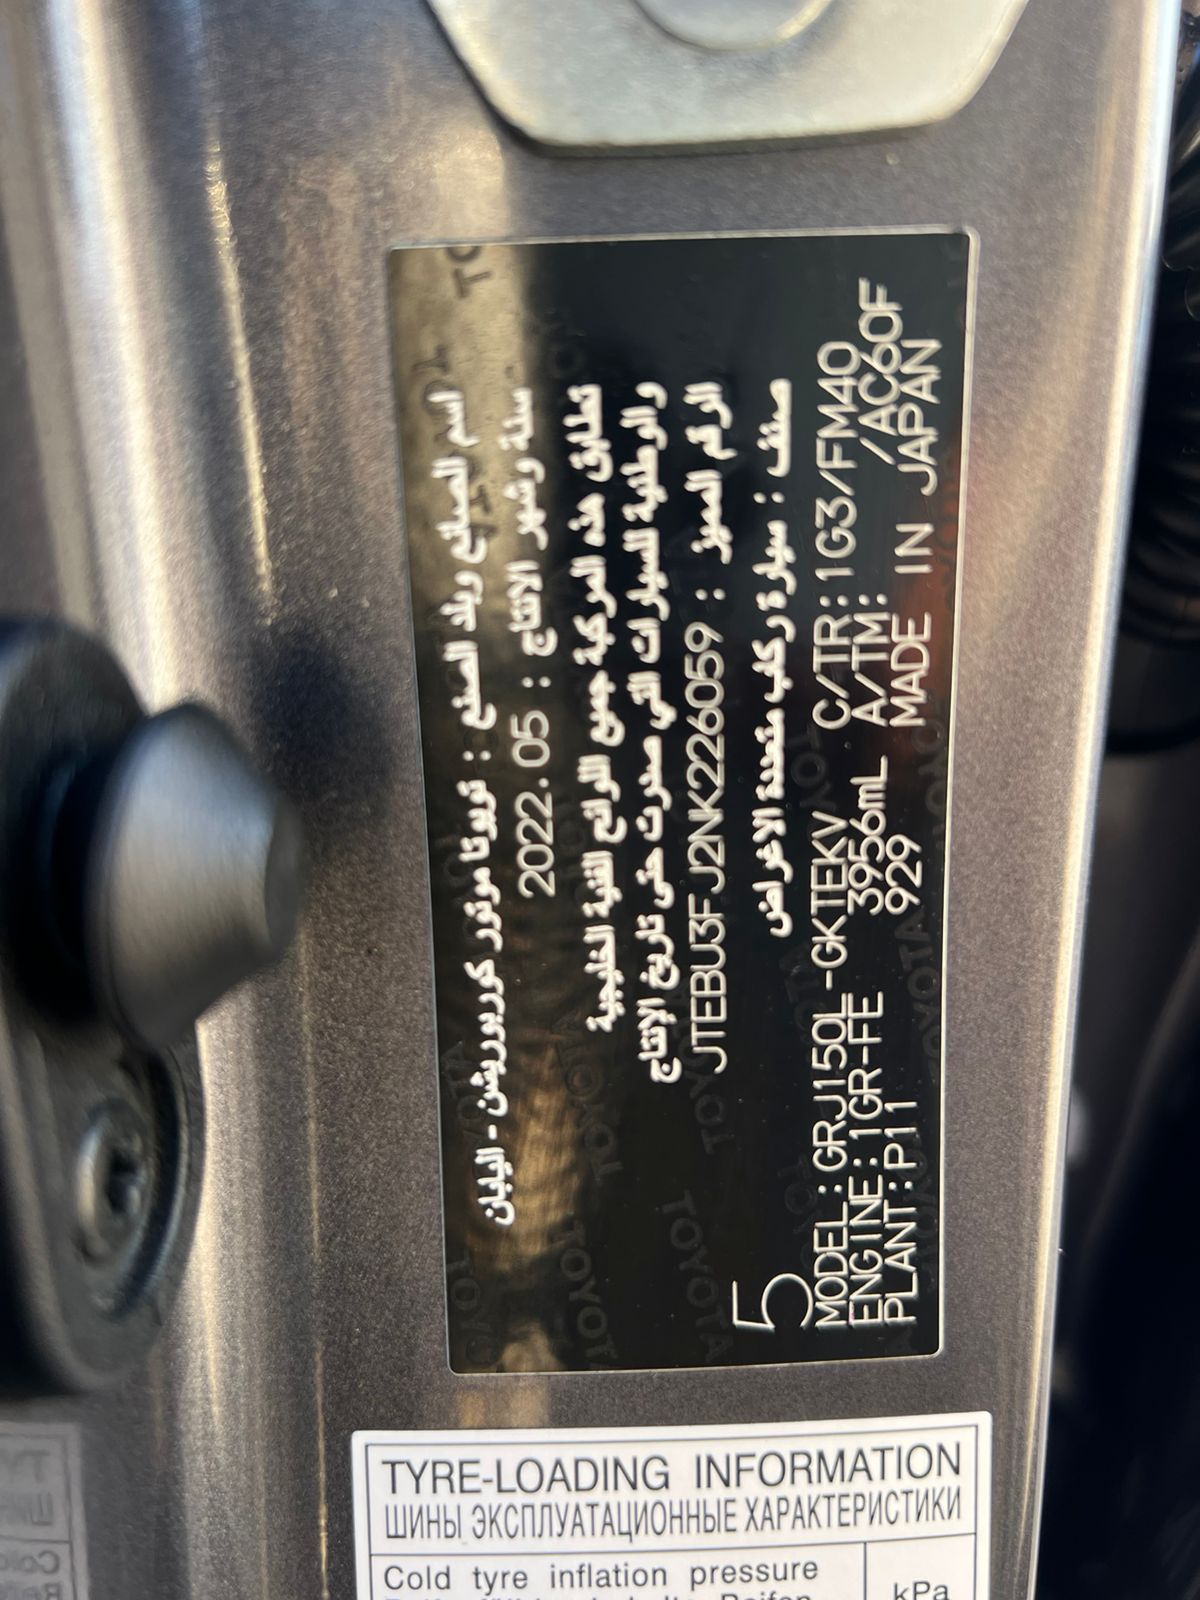 اسم الصانع وبلد الصنع : تويوتا موتور كوربوريشن - اليابان
سنة وشهر الانتاج : 2022.05
تطابق هذه المركبة جميع اللوائح الفنية الخليجية
والوطنية للسيارات التي صدرت حتى تاريخ الإنتاج
الرقم المميز : JTEBU3FJ2NK226059
صنف : سيارة ركاب متعددة الاغراض
5
MODEL:GRJ150L-GKTEKV C/TR:1G3/FM40
ENGINE:1GR-FE 3956mL A/TM: /AC60F
PLANT:P11 929 MADE IN JAPAN
TYRE-LOADING INFORMATION
ШИНЫ ЭКСПЛУАТАЦИОННЫЕ ХАРАКТЕРИСТИКИ
Cold tyre inflation pressure
kPa